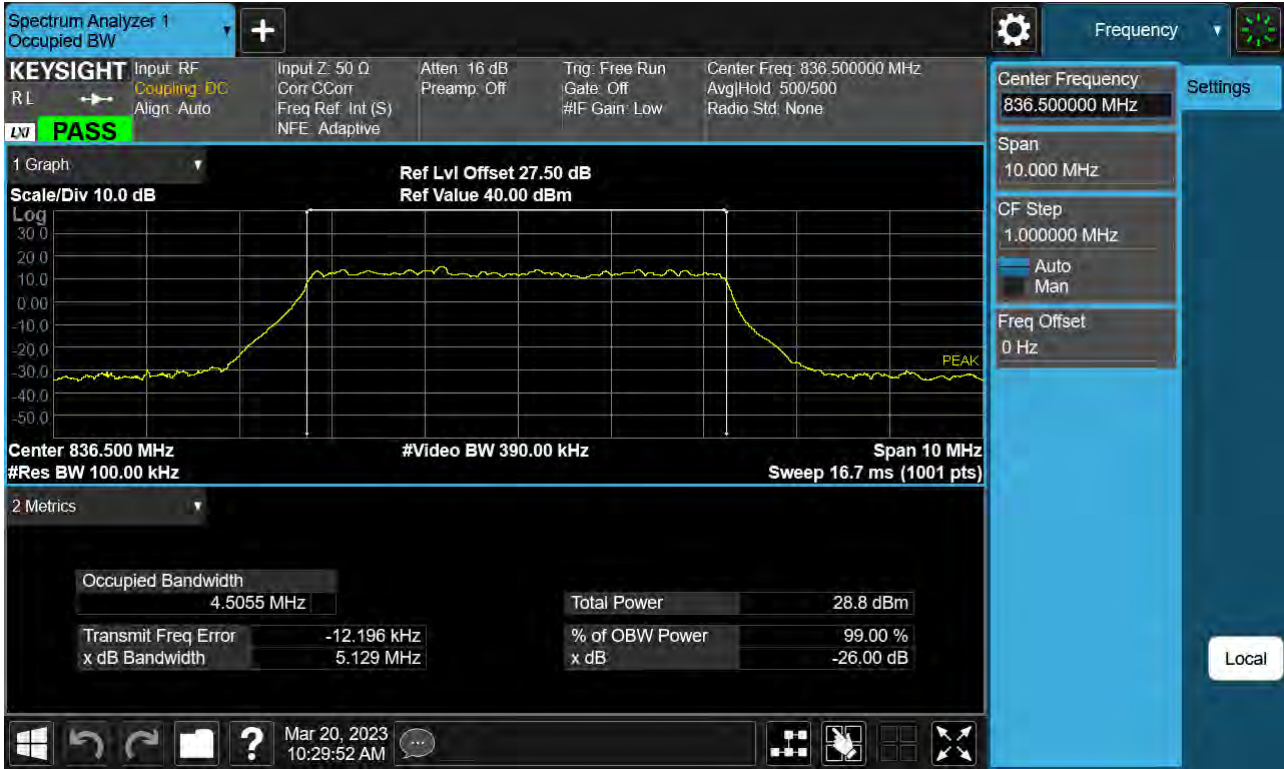 Spectrum Analyzer 1
Occupied BW
+
Frequency
KEYSIGHT
R L
LXI
PASS
Input: RF
Coupling: DC
Align: Auto
Input Z: 50 Ω
Corr CCorr
Freq Ref: Int (S)
NFE: Adaptive
Atten: 16 dB
Preamp: Off
Trig: Free Run
Gate: Off
#IF Gain: Low
Center Freq: 836.500000 MHz
Avg|Hold: 500/500
Radio Std: None
Center Frequency
836.500000 MHz
Settings
Span
10.000 MHz
CF Step
1.000000 MHz
Auto
Man
Freq Offset
0 Hz
1 Graph
Scale/Div 10.0 dB
Ref Lvl Offset 27.50 dB
Ref Value 40.00 dBm
Log
30.0
20.0
10.0
0.00
-10.0
-20.0
-30.0
-40.0
-50.0
PEAK
Center 836.500 MHz
#Video BW 390.00 kHz
Span 10 MHz
#Res BW 100.00 kHz
Sweep 16.7 ms (1001 pts)
2 Metrics
Occupied Bandwidth
4.5055 MHz
Total Power 28.8 dBm
Transmit Freq Error -12.196 kHz
% of OBW Power 99.00 %
x dB Bandwidth 5.129 MHz
x dB -26.00 dB
Local
?
Mar 20, 2023
10:29:52 AM